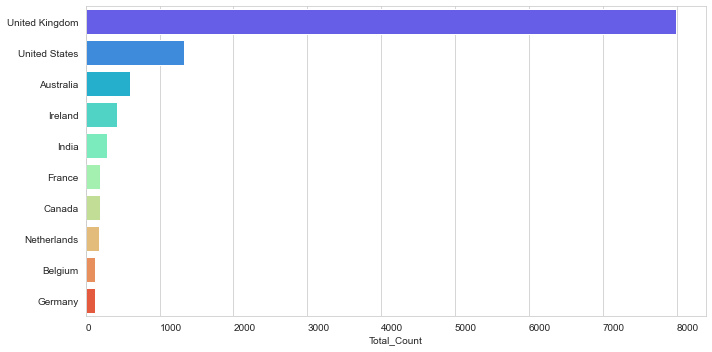 United Kingdom
United States
Australia
Ireland
India
France
Canada
Netherlands
Belgium
Germany
0 1000 2000 3000 4000 5000 6000 7000 8000
Total_Count